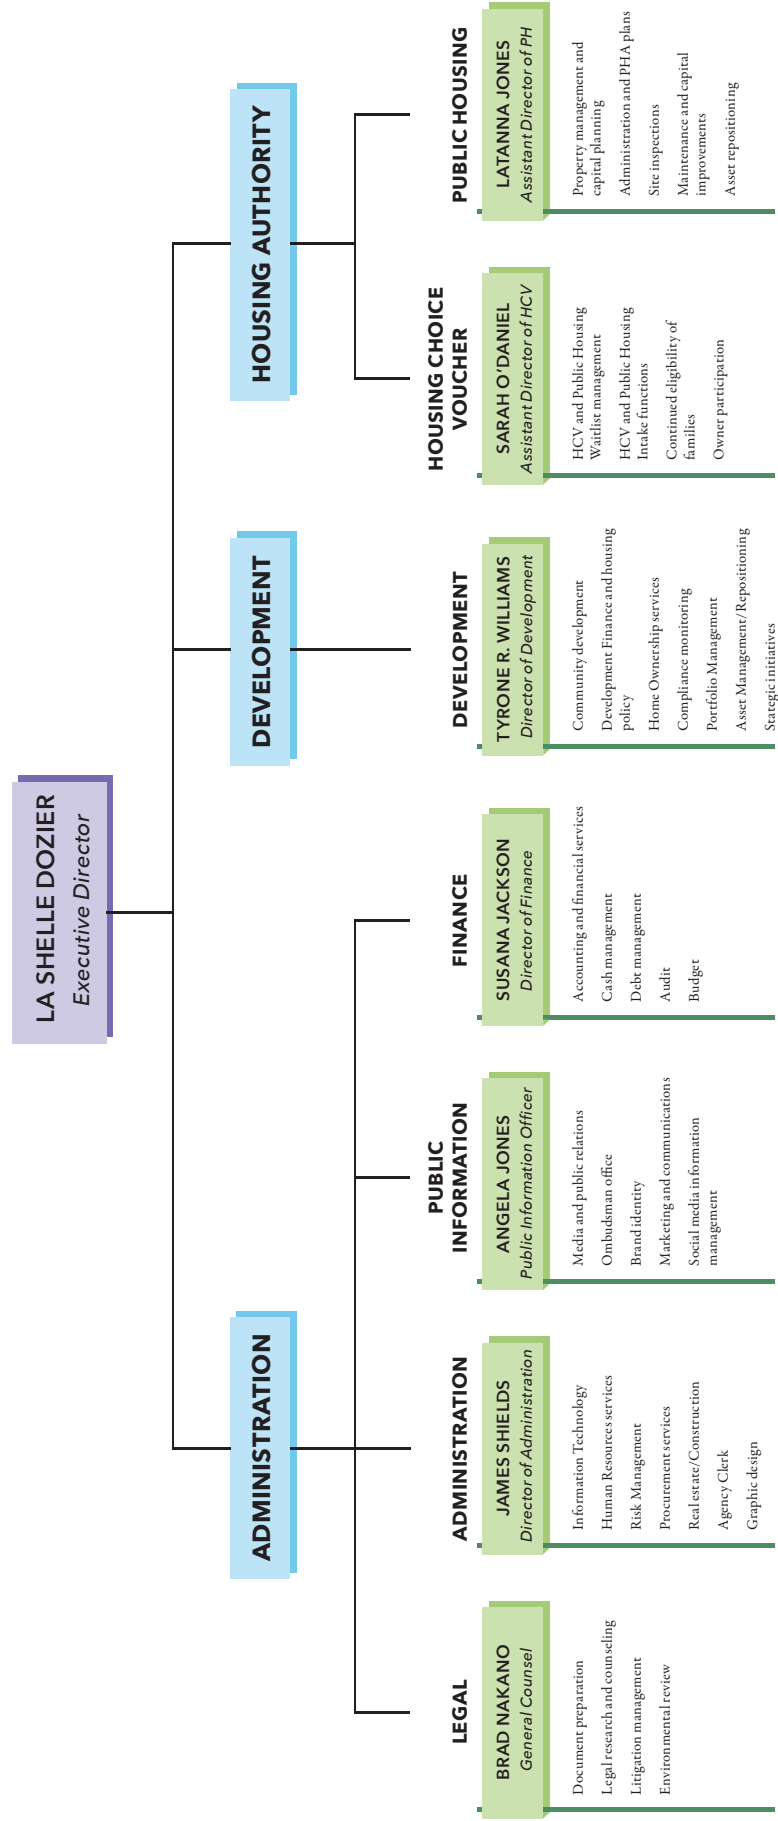 LA SHELLE DOZIER
Executive Director
ADMINISTRATION
DEVELOPMENT
HOUSING AUTHORITY
LEGAL
BRAD NAKANO
General Counsel
Document preparation
Legal research and counseling
Litigation management
Environmental review
ADMINISTRATION
JAMES SHIELDS
Director of Administration
Information Technology
Human Resources services
Risk Management
Procurement services
Real estate/Construction
Agency Clerk
Graphic design
PUBLIC
INFORMATION
ANGELA JONES
Public Information Officer
Media and public relations
Ombudsman office
Brand identity
Marketing and communications
Social media information
management
FINANCE
SUSANA JACKSON
Director of Finance
Accounting and financial services
Cash management
Debt management
Audit
Budget
DEVELOPMENT
TYRONE R. WILLIAMS
Director of Development
Community development
Development Finance and housing
policy
Home Ownership services
Compliance monitoring
Portfolio Management
Asset Management/Repositioning
Stategic initiatives
HOUSING CHOICE
VOUCHER
SARAH O'DANIEL
Assistant Director of HCV
HCV and Public Housing
Waitlist management
HCV and Public Housing
Intake functions
Continued eligibility of
families
Owner participation
PUBLIC HOUSING
LATANNA JONES
Assistant Director of PH
Property management and
capital planning
Administration and PHA plans
Site inspections
Maintenance and capital
improvements
Asset repositioning